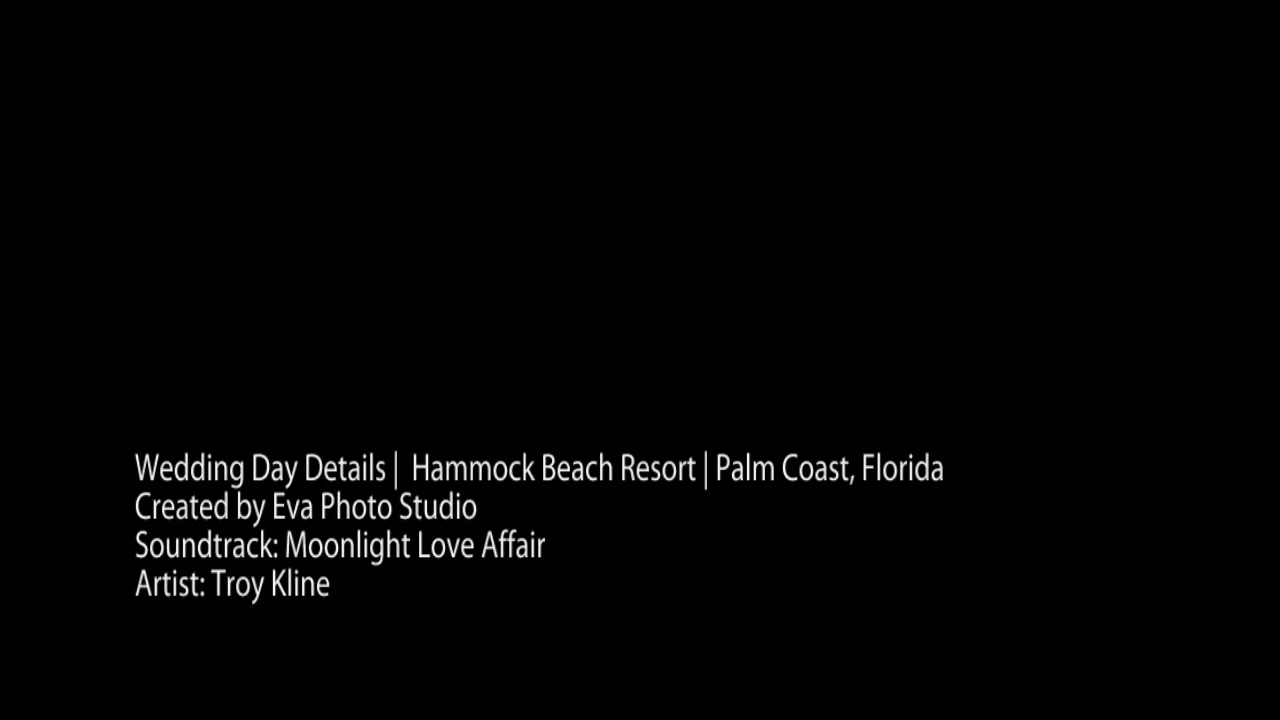 Wedding Day Details |  Hammock Beach Resort | Palm Coast, Florida
Created by Eva Photo Studio
Soundtrack: Moonlight Love Affair
Artist: Troy Kline